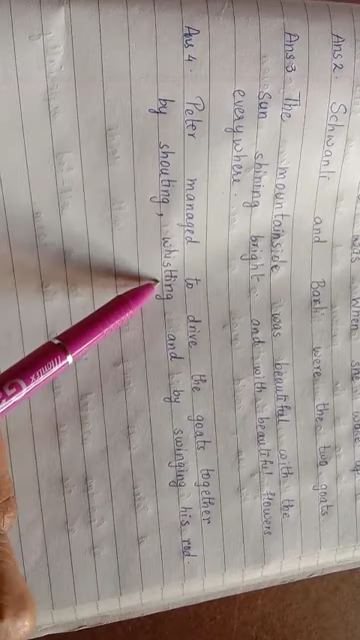 Ans 2. Schwanli and Barli were the two goats
Ans 3. The mountainside was beautiful with the
sun shining bright and with beautiful flowers
everywhere.
Ans 4. Peter managed to drive the goats together
by shouting, whistling and by swinging his rod.
montex